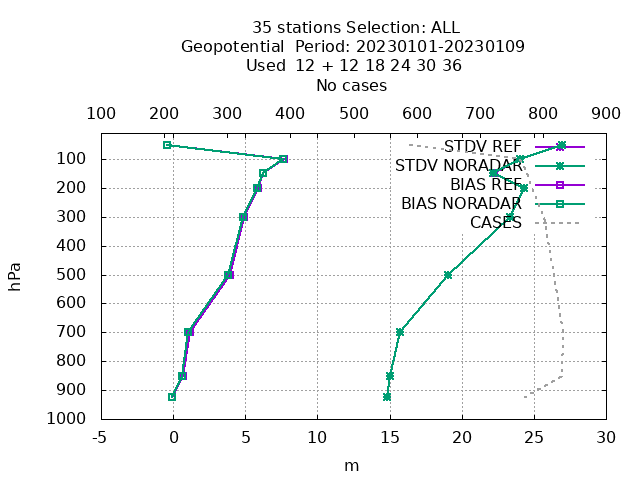 35 stations Selection: ALL
Geopotential  Period: 20230101-20230109
Used  12 + 12 18 24 30 36
No cases
100 200 300 400 500 600 700 800 900
STDV REF
STDV NORADAR
BIAS REF
BIAS NORADAR
CASES
hPa
100
200
300
400
500
600
700
800
900
1000
-5 0 5 10 15 20 25 30
m